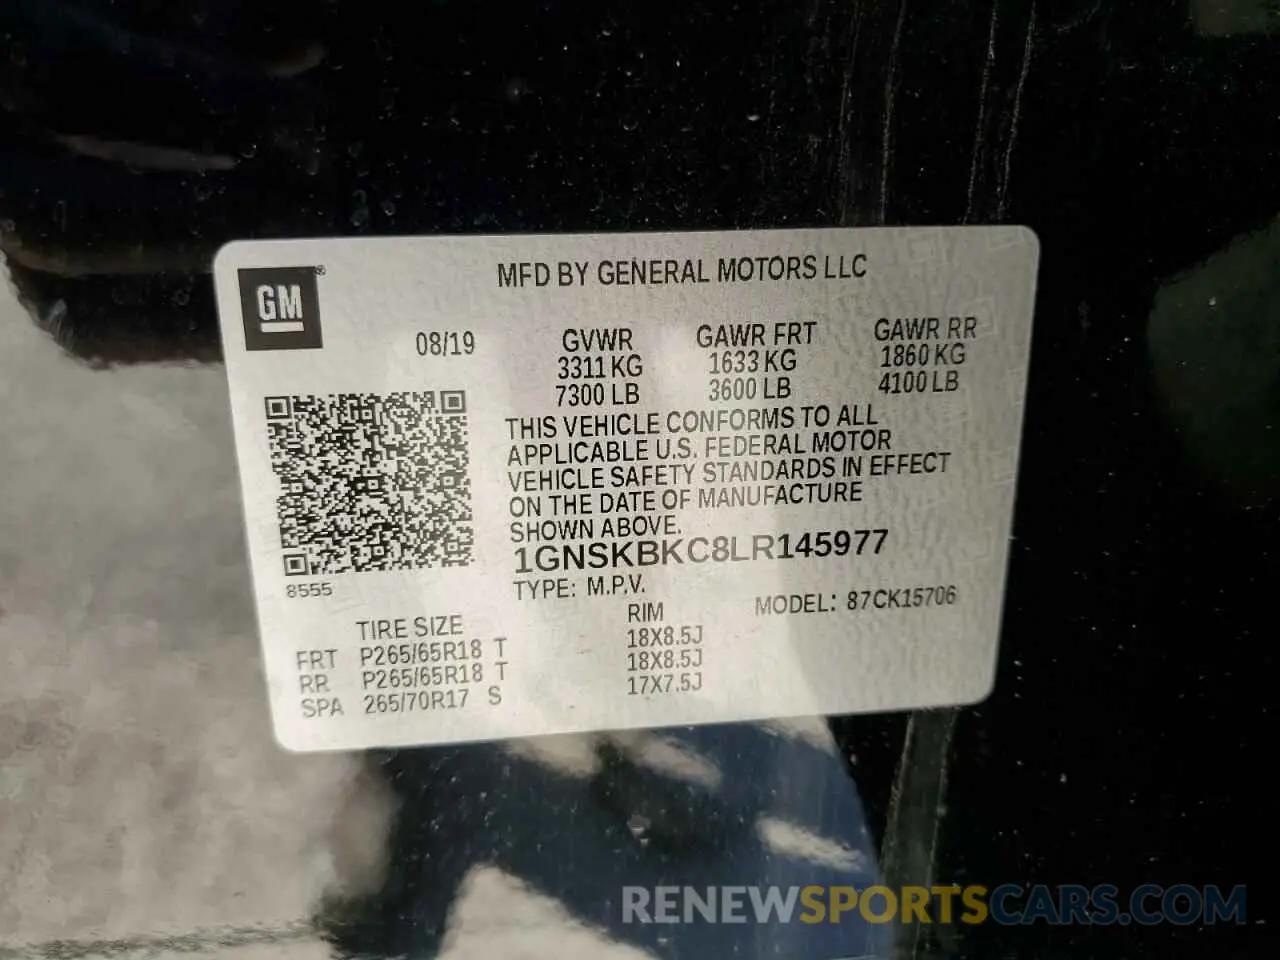 GM®
MFD BY GENERAL MOTORS LLC
08/19 GVWR GAWR FRT GAWR RR
3311 KG 1633 KG 1860 KG
7300 LB 3600 LB 4100 LB
THIS VEHICLE CONFORMS TO ALL
APPLICABLE U.S. FEDERAL MOTOR
VEHICLE SAFETY STANDARDS IN EFFECT
ON THE DATE OF MANUFACTURE
SHOWN ABOVE.
1GNSKBKC8LR145977
8555
TYPE: M.P.V. MODEL: 87CK15706
TIRE SIZE RIM
FRT P265/65R18 T 18X8.5J
RR P265/65R18 T 18X8.5J
SPA 265/70R17 S 17X7.5J
RENEWSPORTSCARS.COM